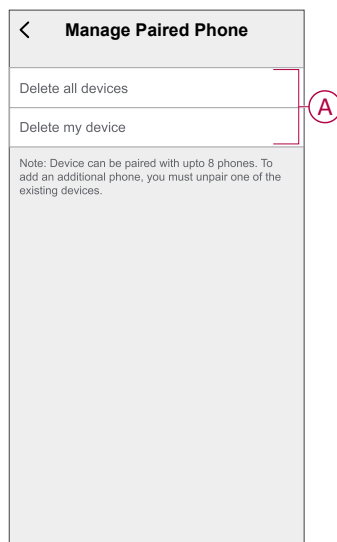 Manage Paired Phone
Delete all devices
A
Delete my device
Note: Device can be paired with upto 8 phones. To
add an additional phone, you must unpair one of the
existing devices.